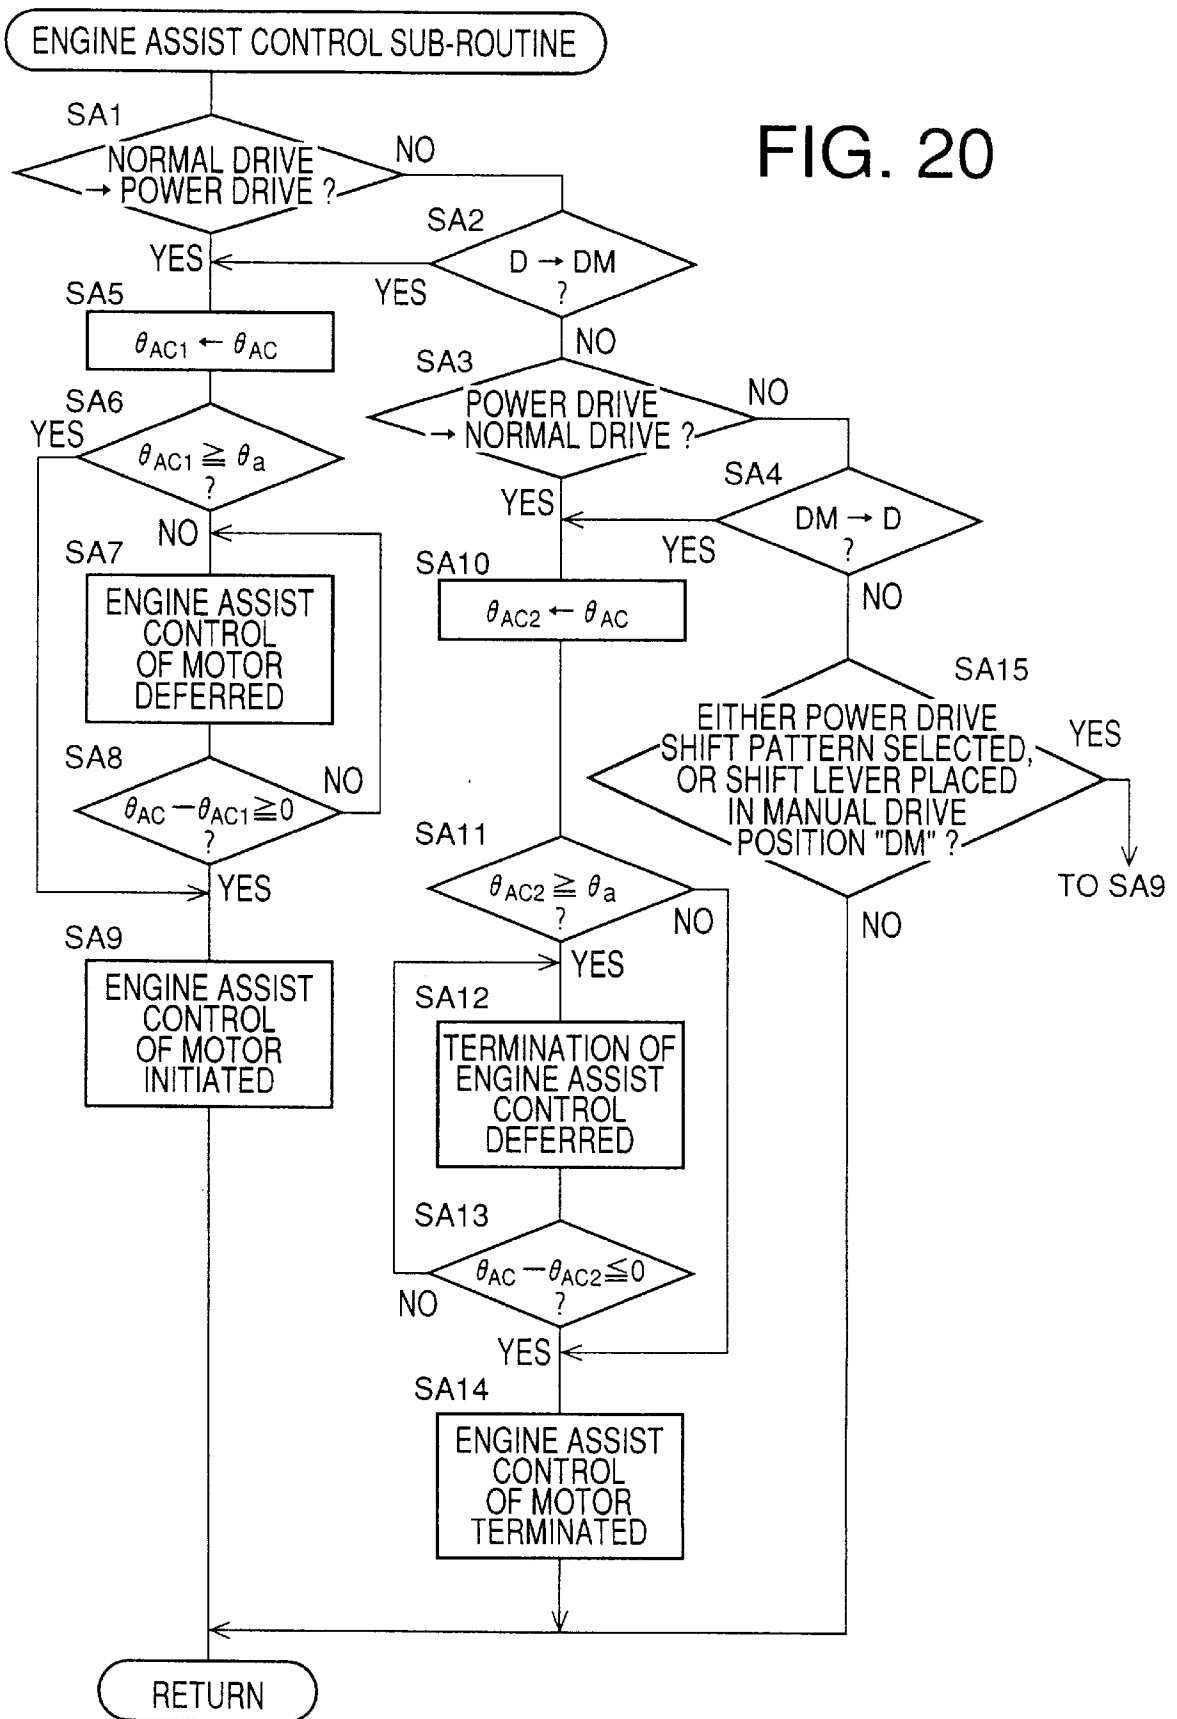 ENGINE ASSIST CONTROL SUB-ROUTINE
FIG. 20
SA1
NORMAL DRIVE
→ POWER DRIVE ?
NO
YES
SA2
D → DM
?
YES
NO
SA5
θAC1 ← θAC
SA6
θAC1 ≧ θa
?
YES
NO
SA7
ENGINE ASSIST
CONTROL
OF MOTOR
DEFERRED
SA8
θAC − θAC1 ≧ 0
?
NO
YES
SA9
ENGINE ASSIST
CONTROL
OF MOTOR
INITIATED
SA3
POWER DRIVE
→ NORMAL DRIVE ?
NO
YES
SA4
DM → D
?
YES
NO
SA10
θAC2 ← θAC
SA11
θAC2 ≧ θa
?
NO
YES
SA12
TERMINATION OF
ENGINE ASSIST
CONTROL
DEFERRED
SA13
θAC − θAC2 ≦ 0
?
NO
YES
SA14
ENGINE ASSIST
CONTROL
OF MOTOR
TERMINATED
SA15
EITHER POWER DRIVE
SHIFT PATTERN SELECTED,
OR SHIFT LEVER PLACED
IN MANUAL DRIVE
POSITION "DM" ?
YES
TO SA9
NO
RETURN